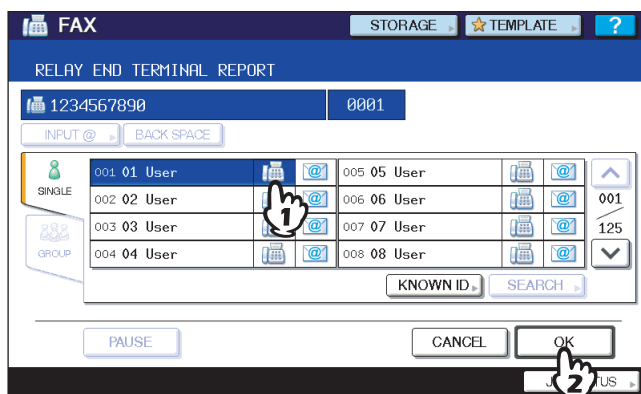 FAX STORAGE TEMPLATE ?
RELAY END TERMINAL REPORT
1234567890 0001
INPUT @ BACK SPACE
SINGLE
GROUP
001 01 User @ 005 05 User @
002 02 User @ 006 06 User @
003 03 User @ 007 07 User @
004 04 User @ 008 08 User @
001
125
KNOWN ID SEARCH
PAUSE CANCEL OK
1
2